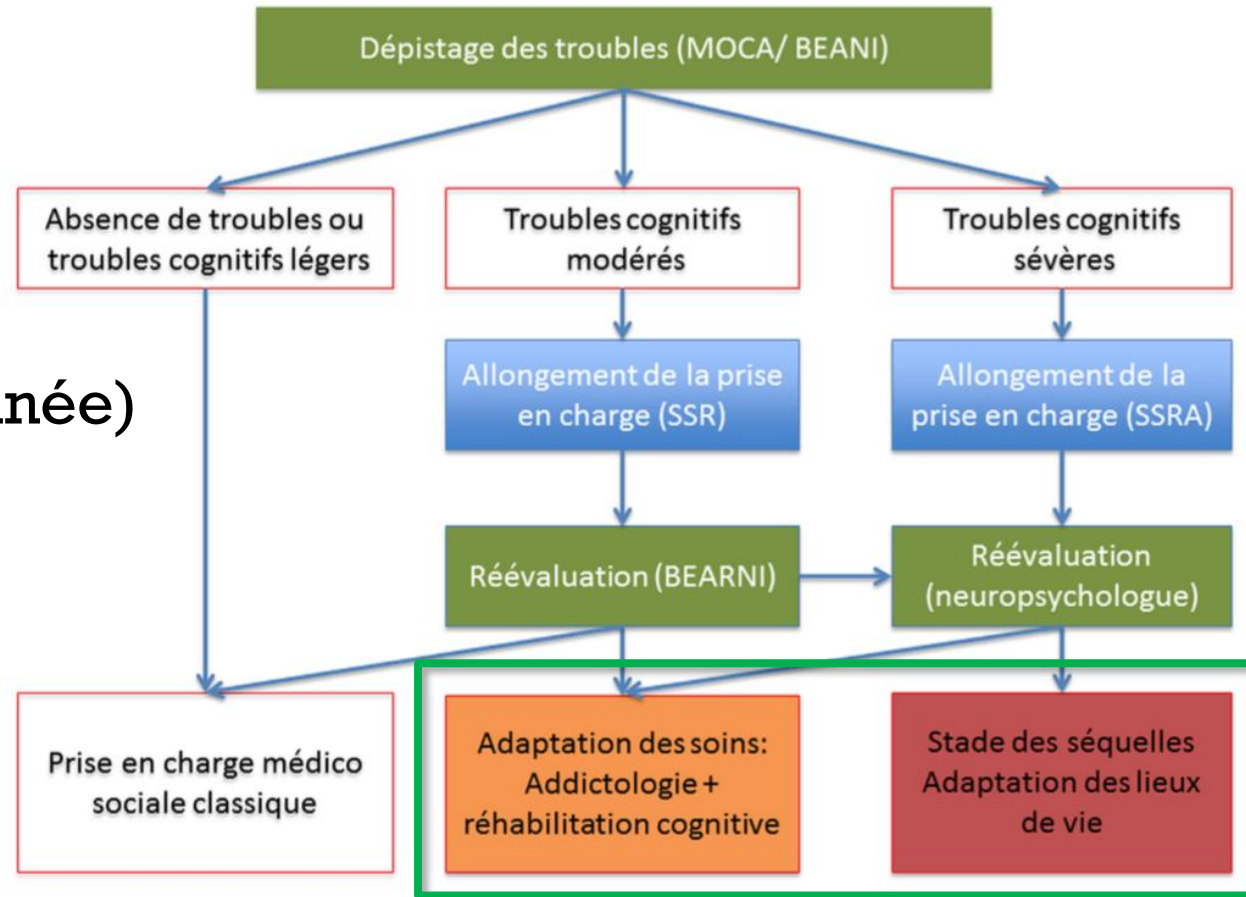 Dépistage des troubles (MOCA/ BEANI)
Absence de troubles ou
troubles cognitifs légers
Troubles cognitifs
modérés
Troubles cognitifs
sévères
née)
Allongement de la prise
en charge (SSR)
Allongement de la
prise en charge (SSRA)
Réévaluation (BEARNI)
Réévaluation
(neuropsychologue)
Prise en charge médico
sociale classique
Adaptation des soins:
Addictologie +
réhabilitation cognitive
Stade des séquelles
Adaptation des lieux
de vie